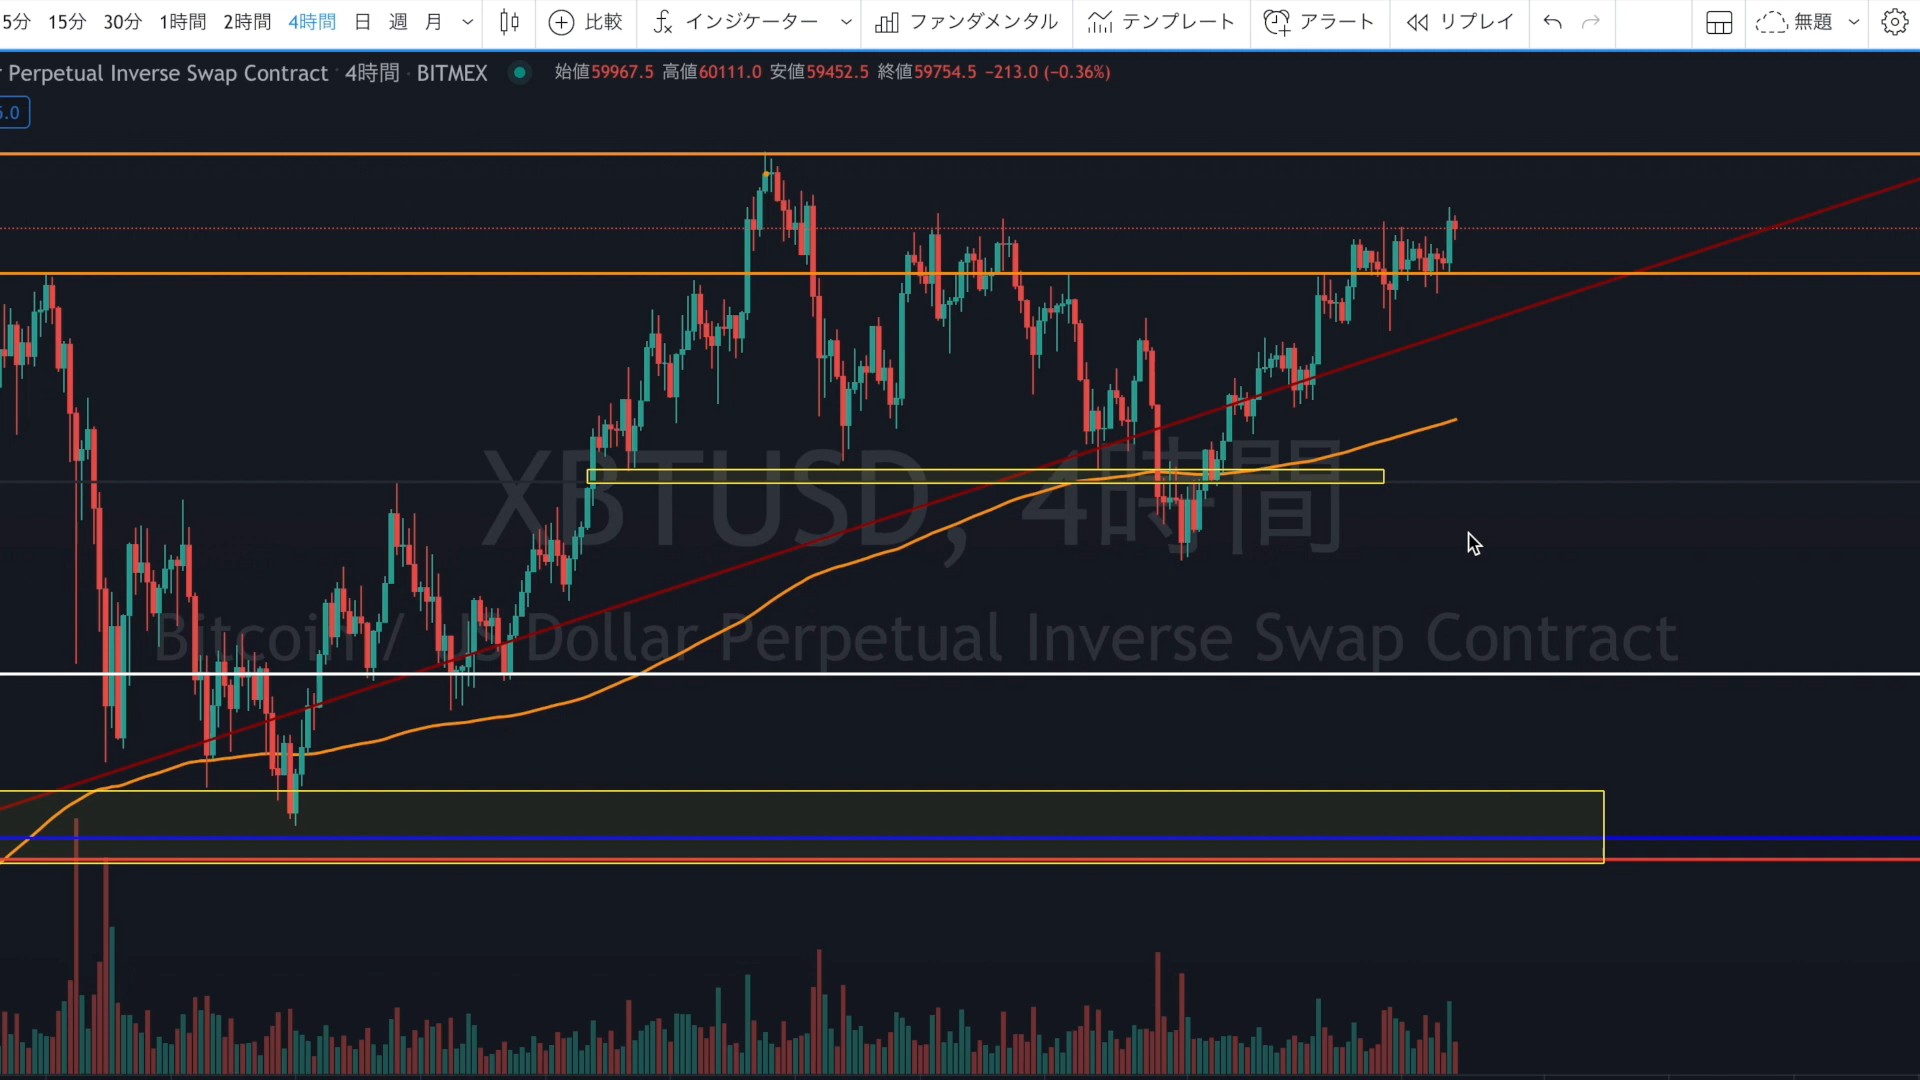 5分 15分 30分 1時間 2時間 4時間 日 週 月 比較 インジケーター ファンダメンタル テンプレート アラート リプレイ 無題
Perpetual Inverse Swap Contract · 4時間 · BITMEX 始値59967.5 高値60111.0 安値59452.5 終値59754.5 −213.0 (−0.36%)
XBTUSD, 4時間
Bitcoin / US Dollar Perpetual Inverse Swap Contract